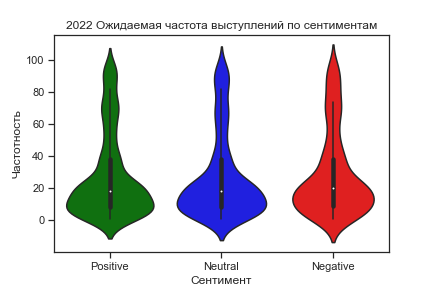 2022 Ожидаемая частота выступлений по сентиментам
100
80
60
40
20
0
Частотность
Positive Neutral Negative
Сентимент